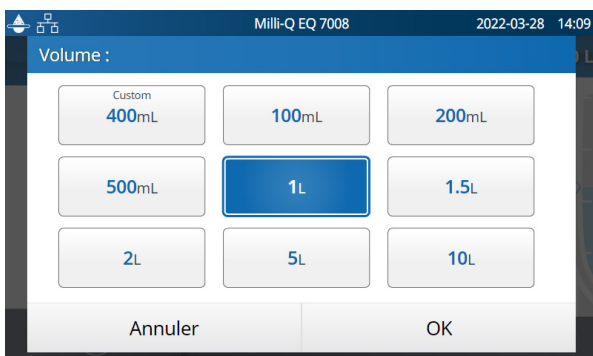 Milli-Q EQ 7008 2022-03-28 14:09
Volume :
Custom
400mL 100mL 200mL
500mL 1L 1.5L
2L 5L 10L
Annuler OK